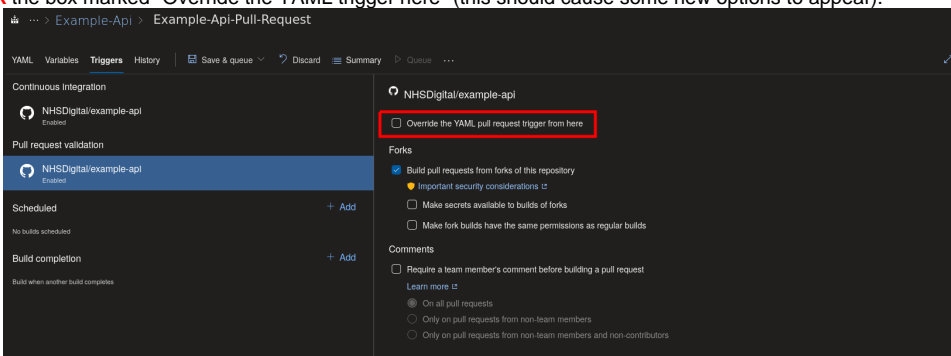 the box marked "Override the YAML trigger here" (this should cause some new options to appear).
··· > Example-Api > Example-Api-Pull-Request
YAML Variables Triggers History Save & queue Discard Summary Queue ···
Continuous integration
NHSDigital/example-api
Enabled
Pull request validation
NHSDigital/example-api
Enabled
Scheduled + Add
No builds scheduled
Build completion + Add
Build when another build completes
NHSDigital/example-api
Override the YAML pull request trigger from here
Forks
Build pull requests from forks of this repository
Important security considerations
Make secrets available to builds of forks
Make fork builds have the same permissions as regular builds
Comments
Require a team member's comment before building a pull request
Learn more
On all pull requests
Only on pull requests from non-team members
Only on pull requests from non-team members and non-contributors